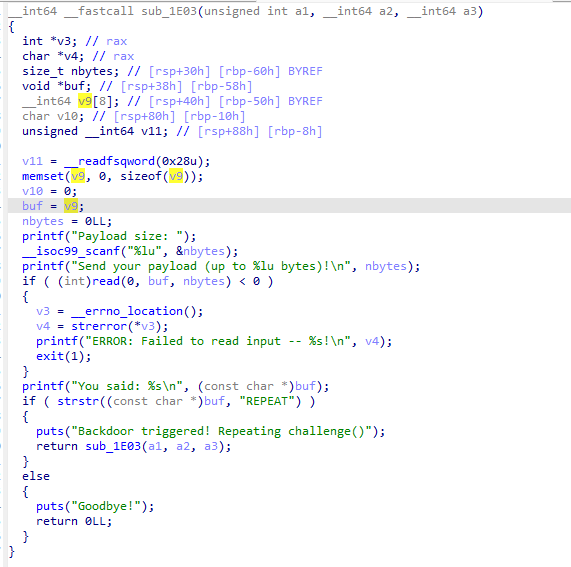 __int64 __fastcall sub_1E03(unsigned int a1, __int64 a2, __int64 a3)
{
  int *v3; // rax
  char *v4; // rax
  size_t nbytes; // [rsp+30h] [rbp-60h] BYREF
  void *buf; // [rsp+38h] [rbp-58h]
  __int64 v9[8]; // [rsp+40h] [rbp-50h] BYREF
  char v10; // [rsp+80h] [rbp-10h]
  unsigned __int64 v11; // [rsp+88h] [rbp-8h]

  v11 = __readfsqword(0x28u);
  memset(v9, 0, sizeof(v9));
  v10 = 0;
  buf = v9;
  nbytes = 0LL;
  printf("Payload size: ");
  __isoc99_scanf("%lu", &nbytes);
  printf("Send your payload (up to %lu bytes)!\n", nbytes);
  if ( (int)read(0, buf, nbytes) < 0 )
  {
    v3 = __errno_location();
    v4 = strerror(*v3);
    printf("ERROR: Failed to read input -- %s!\n", v4);
    exit(1);
  }
  printf("You said: %s\n", (const char *)buf);
  if ( strstr((const char *)buf, "REPEAT") )
  {
    puts("Backdoor triggered! Repeating challenge()");
    return sub_1E03(a1, a2, a3);
  }
  else
  {
    puts("Goodbye!");
    return 0LL;
  }
}